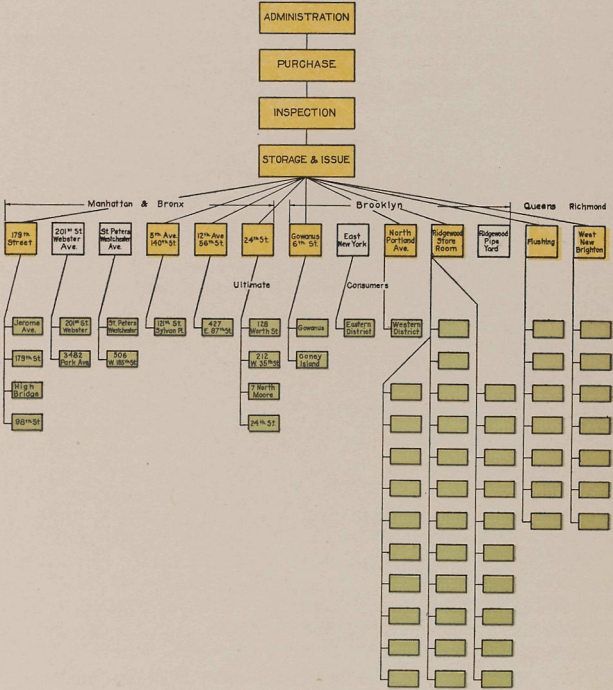 ADMINISTRATION
PURCHASE
INSPECTION
STORAGE & ISSUE
Manhattan & Bronx
Brooklyn
Queens
Richmond
179TH
Street
201ST St.
Webster
Ave.
St. Peters
Westchester
Ave.
5TH Ave.
140TH St.
12TH Ave
56TH St.
24TH St.
Gowanus
6TH St.
East
New York
North
Portland
Ave.
Ridgewood
Store
Room
Ridgewood
Pipe
Yard
Flushing
West
New
Brighton
Ultimate
Consumers
Jerome
Ave.
201ST St.
Webster
St. Peters
Westchester
121ST St.
Sylvan Pl.
427
E. 87TH St.
128
Worth St.
Gowanus
Eastern
District
Western
District
179TH St.
3482
Park Ave.
506
212
W. 35TH St.
Coney
Island
High
Bridge
7 North
Moore
98TH St.
24TH St.